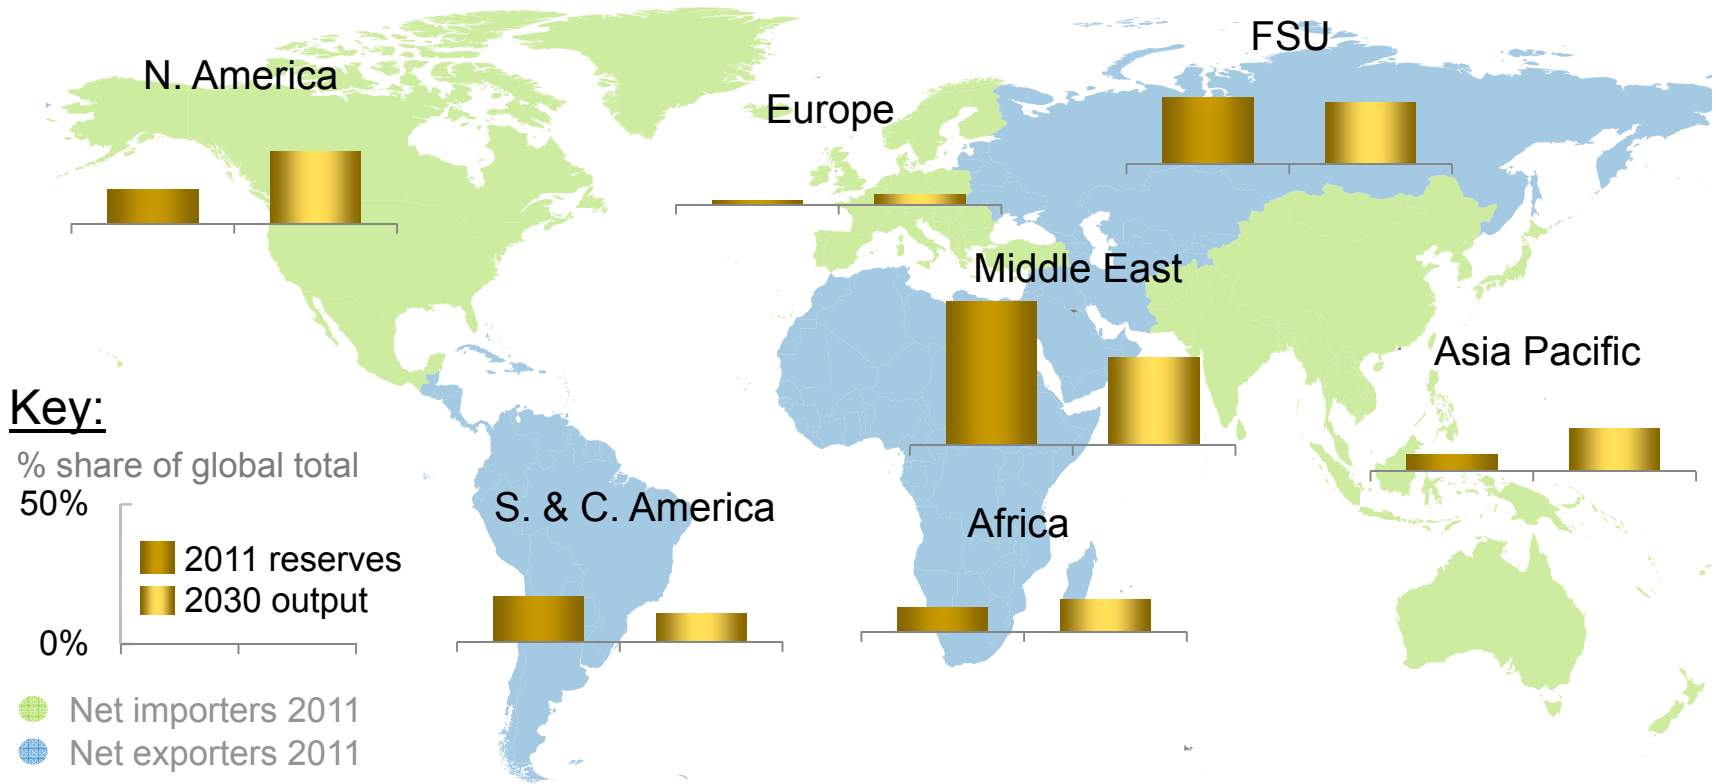 FSU
N. America
Europe
Middle East
Asia Pacific
Key:
% share of global total
50%
S. & C. America
Africa
2011 reserves
2030 output
0%
Net importers 2011
Net exporters 2011